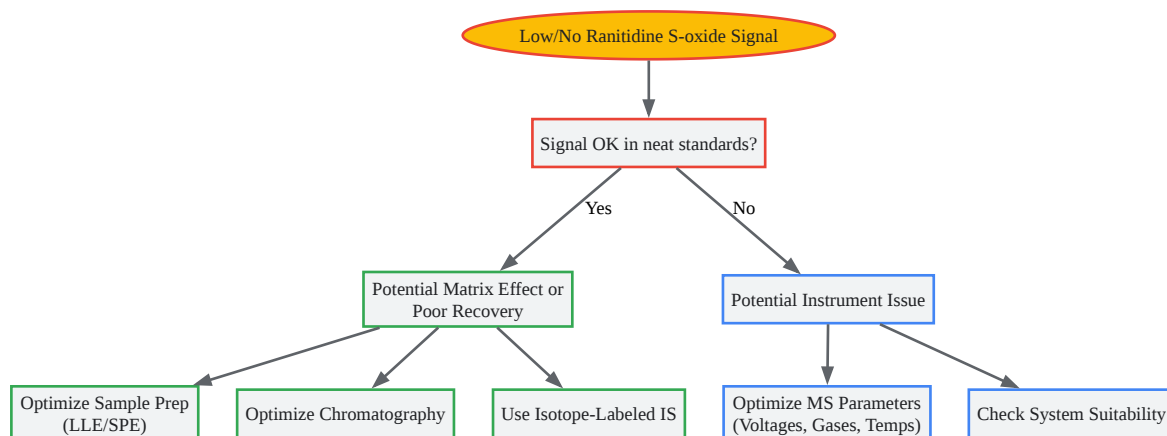 Low/No Ranitidine S-oxide Signal
Signal OK in neat standards?
Yes
No
Potential Matrix Effect or
Poor Recovery
Potential Instrument Issue
Optimize Sample Prep
(LLE/SPE)
Optimize Chromatography
Use Isotope-Labeled IS
Optimize MS Parameters
(Voltages, Gases, Temps)
Check System Suitability